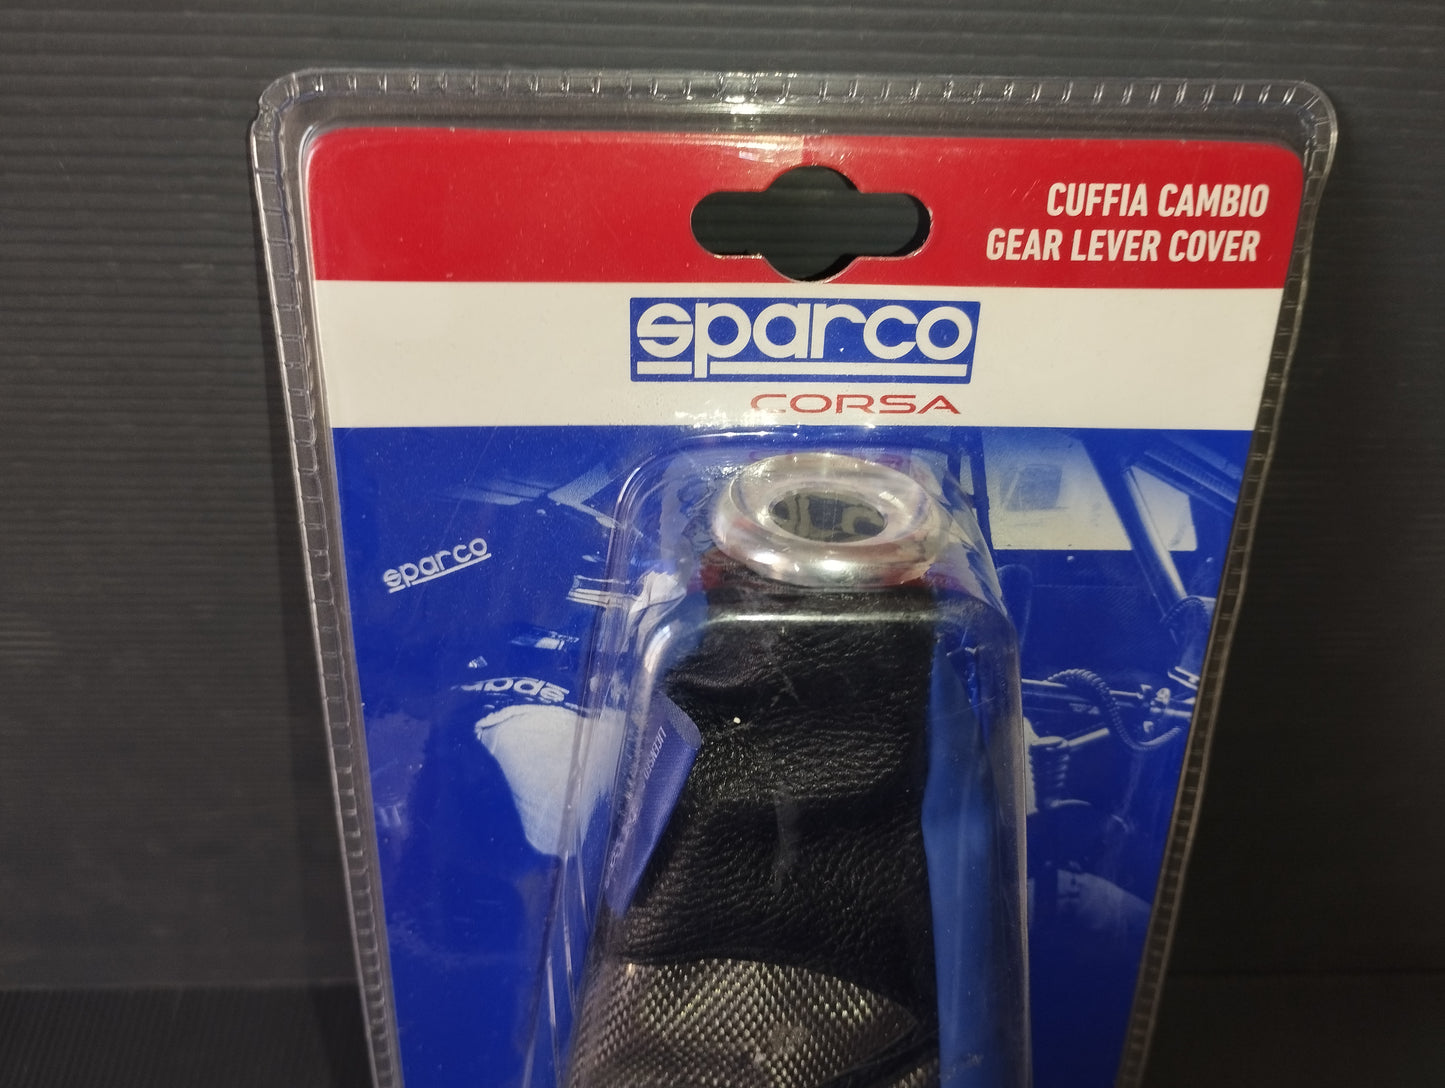 CUFFIA CAMBIO
GEAR LEVER COVER
sparco
CORSA
sparco